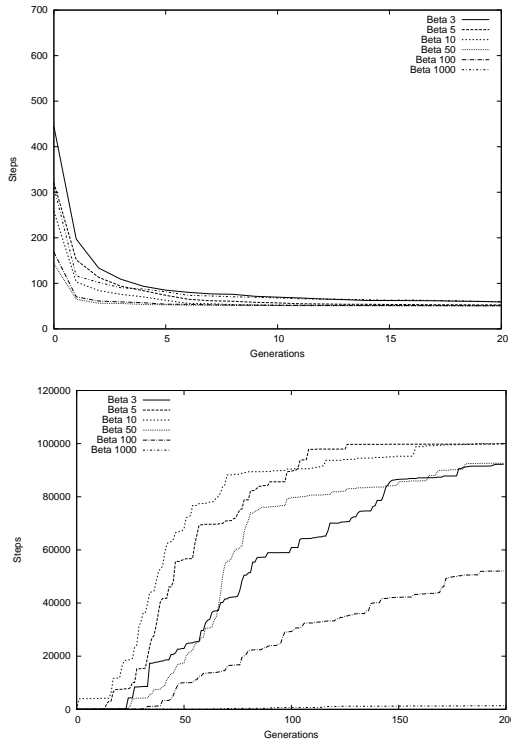 700
600
500
400
300
200
100
0
Steps
Beta 3
Beta 5
Beta 10
Beta 50
Beta 100
Beta 1000
0 5 10 15 20
Generations
120000
100000
80000
60000
40000
20000
0
Steps
Beta 3
Beta 5
Beta 10
Beta 50
Beta 100
Beta 1000
0 50 100 150 200
Generations